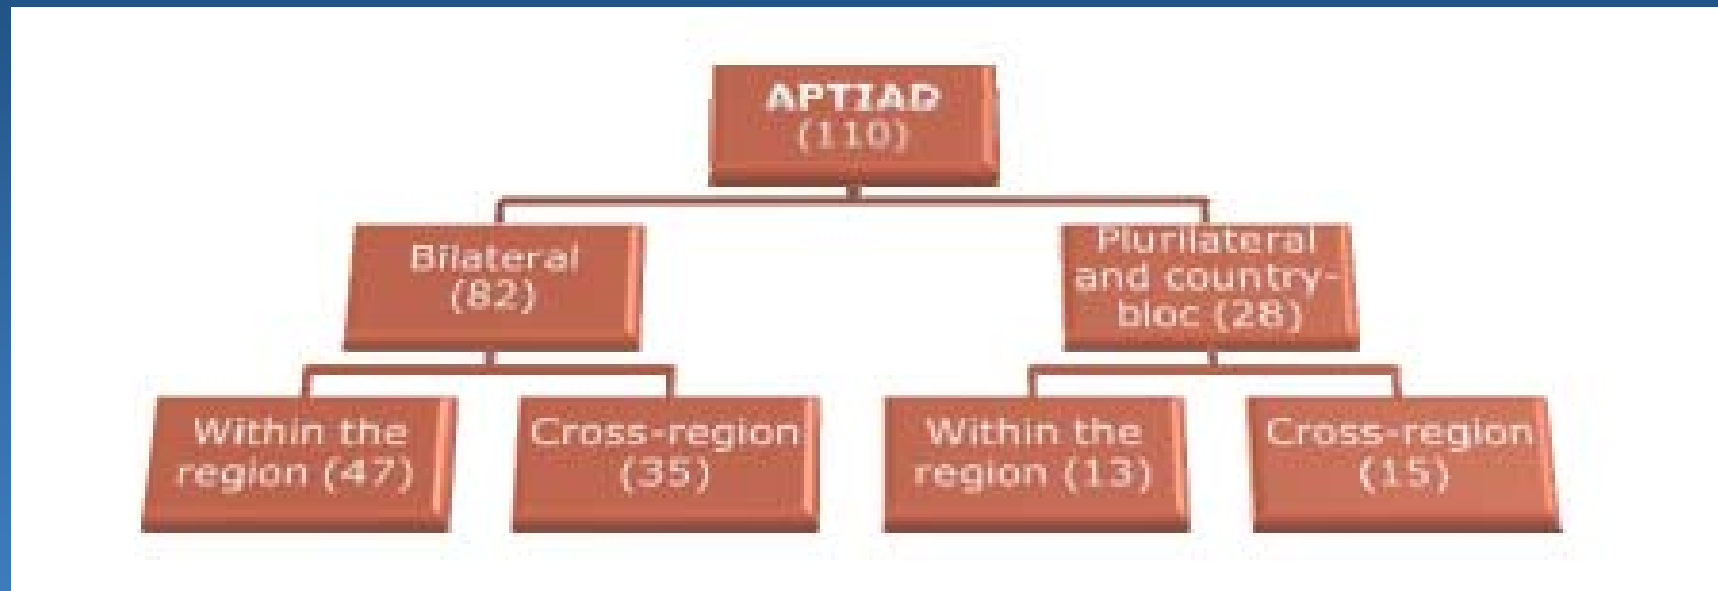 APTIAD
(110)
Bilateral
(82)
Plurilateral
and country-
bloc (28)
Within the
region (47)
Cross-region
(35)
Within the
region (13)
Cross-region
(15)